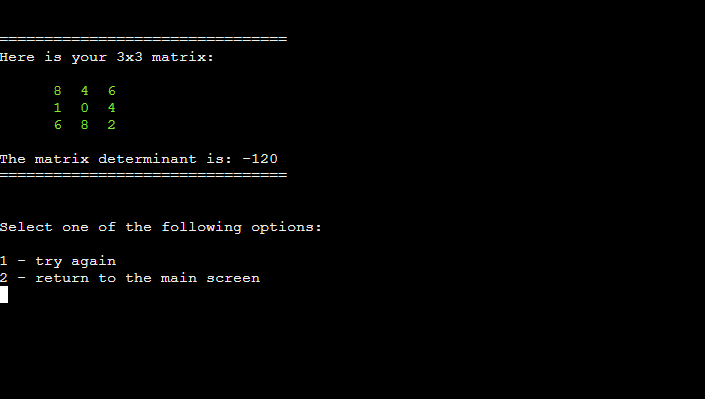 ================================
Here is your 3x3 matrix:
8 4 6
1 0 4
6 8 2
The matrix determinant is: -120
================================
Select one of the following options:
1 - try again
2 - return to the main screen